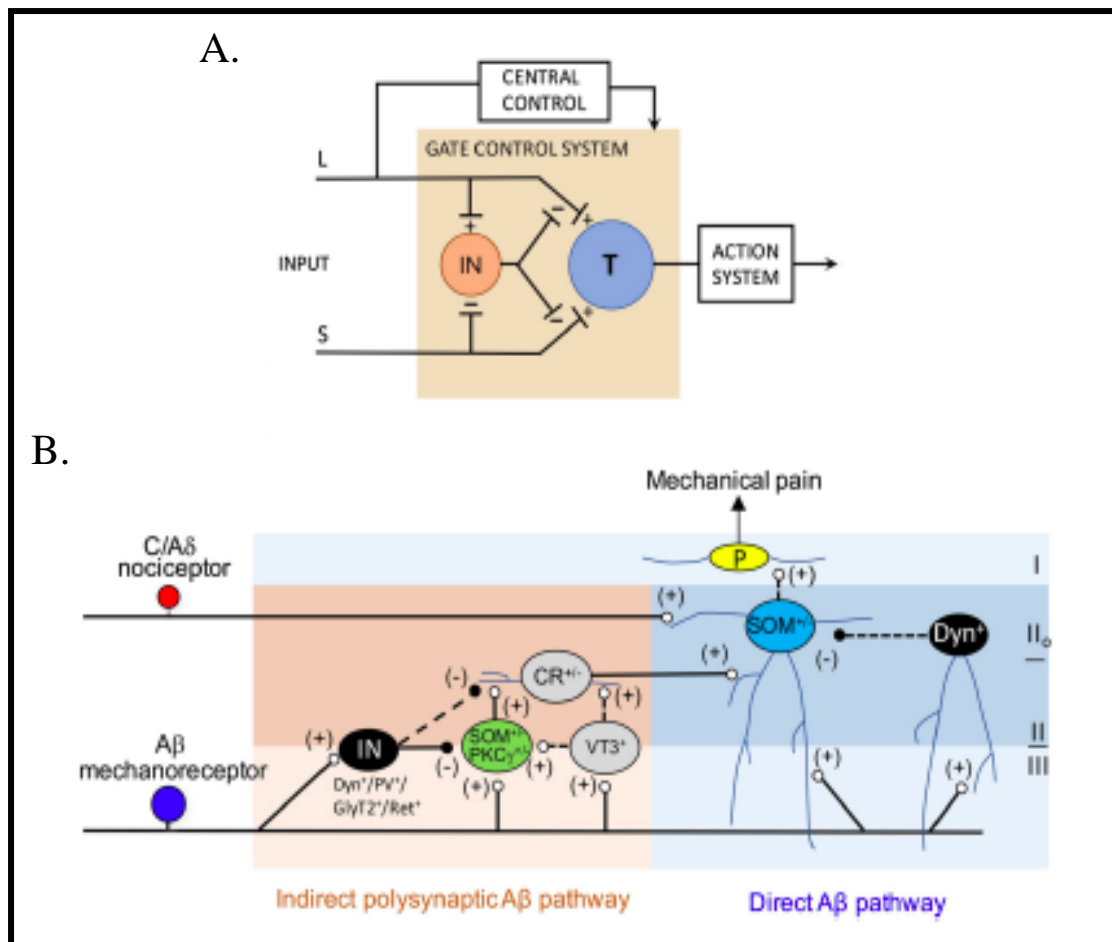 A.
CENTRAL
CONTROL
GATE CONTROL SYSTEM
L
+
−
+
INPUT
IN
T
ACTION
SYSTEM
−
−
+
S
B.
Mechanical pain
C/Aδ
nociceptor
P
I
(+)
(+)
SOM⁺/⁻
Dyn⁺
IIₒ
(-)
(+)
(-)
CR⁺/⁻
(+)
(+)
Aβ
mechanoreceptor
(+)
IN
SOM⁺/⁻
PKCγ⁺/⁻
VT3⁺
II
III
(-)
(+)
Dyn⁺/PV⁺/
GlyT2⁺/Ret⁺
(+)
(+)
(+)
(+)
Indirect polysynaptic Aβ pathway
Direct Aβ pathway